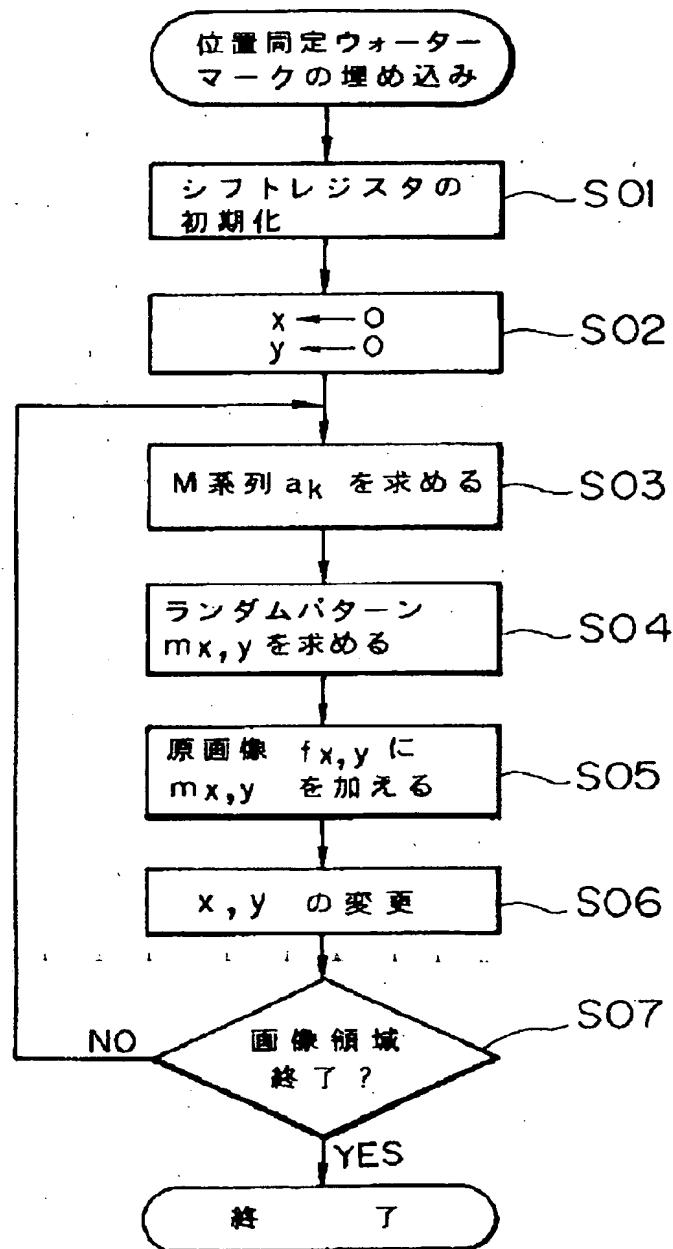 位置同定ウォーター
マークの埋め込み
シフトレジスタの
初期化
S01
x ← 0
y ← 0
S02
M系列 ak を求める
S03
ランダムパターン
mx,y を求める
S04
原画像 fx,yに
mx,y を加える
S05
x,y の変更
S06
画像領域
終了?
S07
NO
YES
終 了